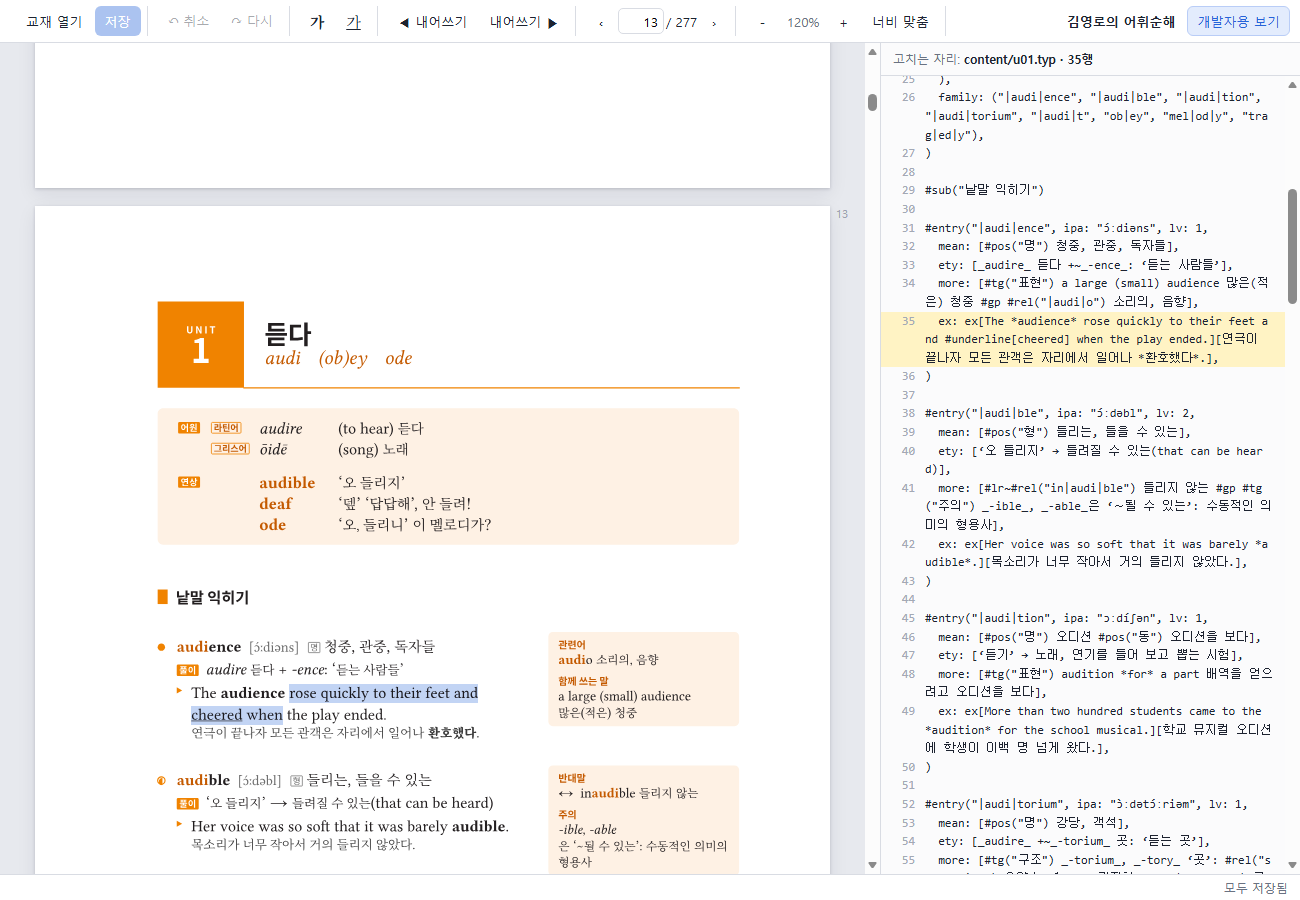 교재 열기 저장 ↶ 취소 ↷ 다시 가 가 ◀ 내어쓰기 내어쓰기 ▶ ‹ 13 / 277 › - 120% + 너비 맞춤 김영로의 어휘순해 개발자용 보기
13
UNIT
1
듣다
audi (ob)ey ode
어원 라틴어 audire (to hear) 듣다
그리스어 ōidē (song) 노래
연상 audible ‘오 들리지’
deaf ‘뎊’ ‘답답해’, 안 들려!
ode ‘오, 들리니’ 이 멜로디가?
낱말 익히기
audience [ɔ́ːdiəns] 명 청중, 관중, 독자들
풀이 audire 듣다 + -ence: ‘듣는 사람들’
The audience rose quickly to their feet and
cheered when the play ended.
연극이 끝나자 모든 관객은 자리에서 일어나 환호했다.
관련어
audio 소리의, 음향
함께 쓰는 말
a large (small) audience
많은(적은) 청중
audible [ɔ́ːdəbl] 형 들리는, 들을 수 있는
풀이 ‘오 들리지’ → 들려질 수 있는(that can be heard)
Her voice was so soft that it was barely audible.
목소리가 너무 작아서 거의 들리지 않았다.
반대말
↔ inaudible 들리지 않는
주의
-ible, -able
은 ‘~될 수 있는’: 수동적인 의미의
형용사
고치는 자리: content/u01.typ · 35행
25 ),
26 family: ("|audi|ence", "|audi|ble", "|audi|tion",
"|audi|torium", "|audi|t", "ob|ey", "mel|od|y", "tra
g|ed|y"),
27 )
28
29 #sub("낱말 익히기")
30
31 #entry("|audi|ence", ipa: "ɔ́ːdiəns", lv: 1,
32 mean: [#pos("명") 청중, 관중, 독자들],
33 ety: [_audire_ 듣다 +~_-ence_: ‘듣는 사람들’],
34 more: [#tg("표현") a large (small) audience 많은(적
은) 청중 #gp #rel("|audi|o") 소리의, 음향],
35 ex: ex[The *audience* rose quickly to their feet a
nd #underline[cheered] when the play ended.][연극이
끝나자 모든 관객은 자리에서 일어나 *환호했다*.],
36 )
37
38 #entry("|audi|ble", ipa: "ɔ́ːdəbl", lv: 2,
39 mean: [#pos("형") 들리는, 들을 수 있는],
40 ety: [‘오 들리지’ → 들려질 수 있는(that can be hear
d)],
41 more: [#lr~#rel("in|audi|ble") 들리지 않는 #gp #tg
("주의") _-ible_, _-able_은 ‘~될 수 있는’: 수동적인 의
미의 형용사],
42 ex: ex[Her voice was so soft that it was barely *a
udible*.][목소리가 너무 작아서 거의 들리지 않았다.],
43 )
44
45 #entry("|audi|tion", ipa: "ɔːdíʃən", lv: 1,
46 mean: [#pos("명") 오디션 #pos("동") 오디션을 보다],
47 ety: [‘듣기’ → 노래, 연기를 들어 보고 뽑는 시험],
48 more: [#tg("표현") audition *for* a part 배역을 얻으
려고 오디션을 보다],
49 ex: ex[More than two hundred students came to the
*audition* for the school musical.][학교 뮤지컬 오디션
에 학생이 이백 명 넘게 왔다.],
50 )
51
52 #entry("|audi|torium", ipa: "ɔ̀ːdətɔ́ːriəm", lv: 1,
53 mean: [#pos("명") 강당, 객석],
54 ety: [_audire_ +~_-torium_ 곳: ‘듣는 곳’],
55 more: [#tg("구조") _-torium_, _-tory_ ‘곳’: #rel("s
모두 저장됨